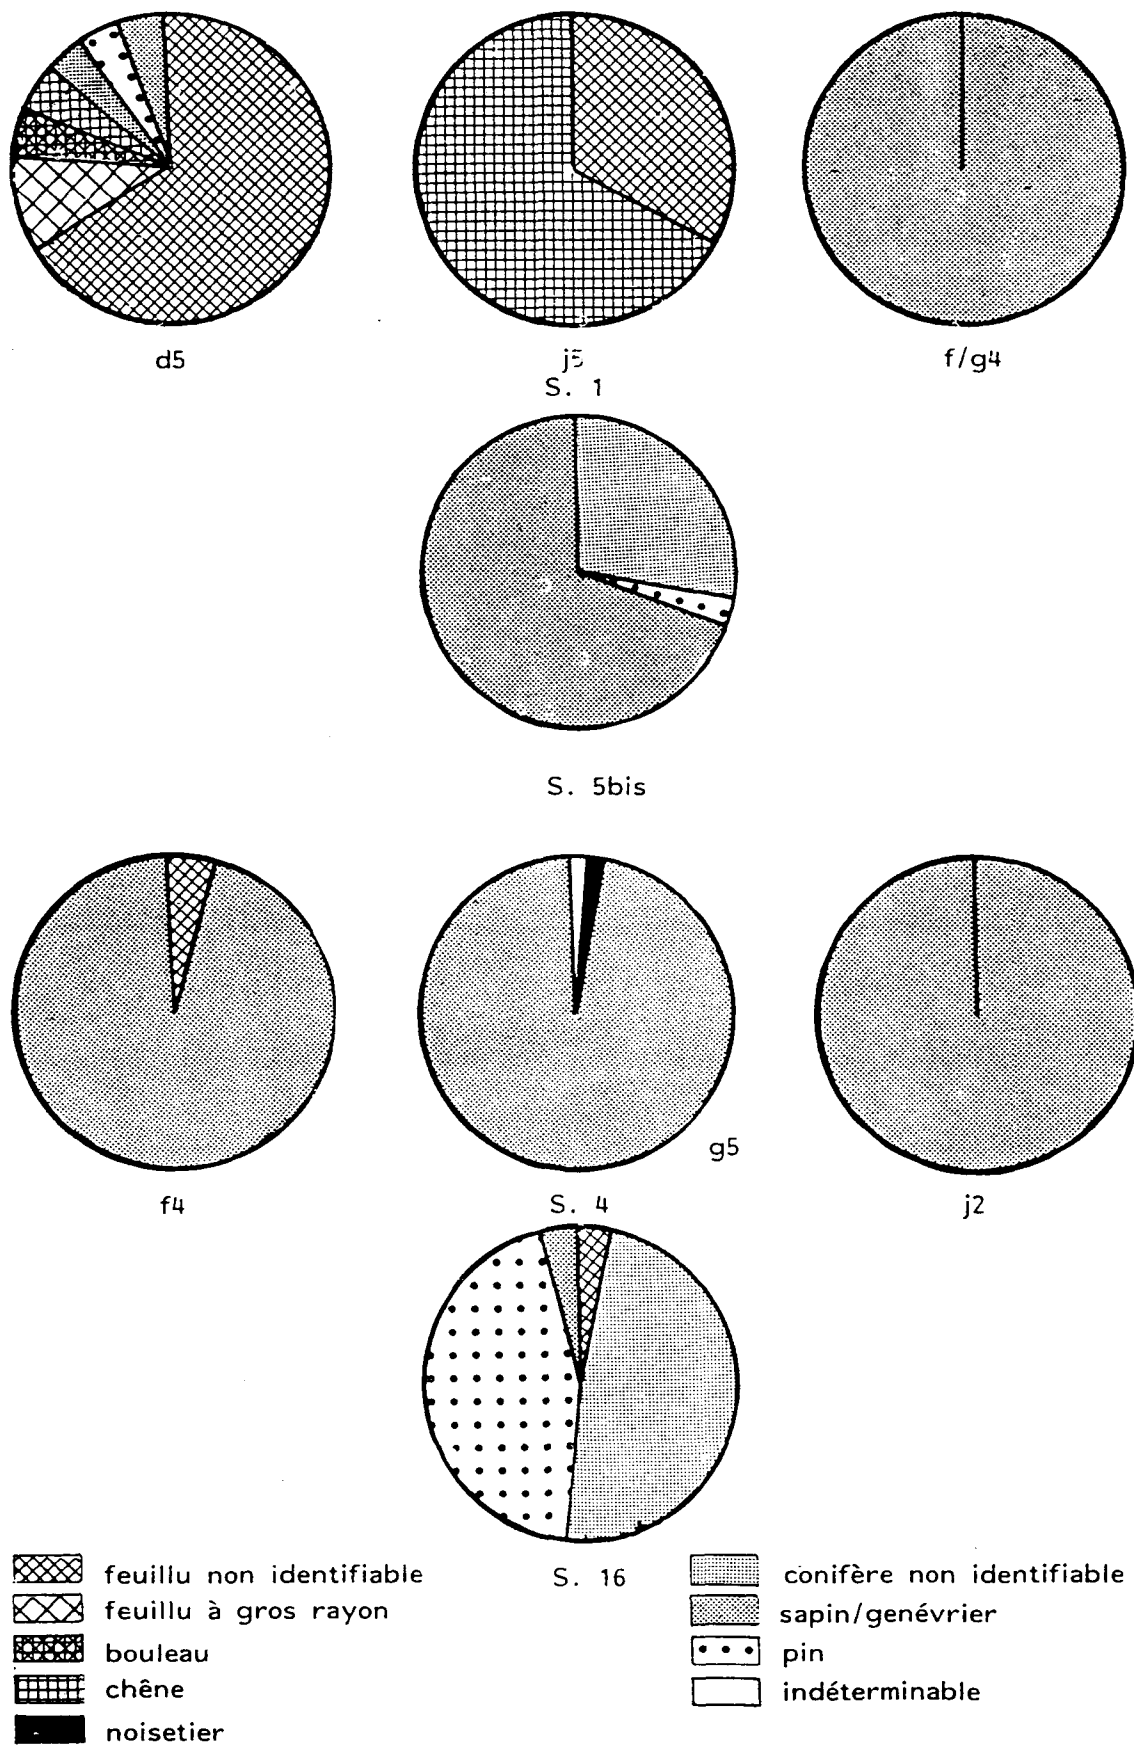 d5
j5
f/g4
S. 1
S. 5bis
g5
f4
S. 4
j2
S. 16
feuillu non identifiable
feuillu à gros rayon
bouleau
chêne
noisetier
conifère non identifiable
sapin/genévrier
pin
indéterminable